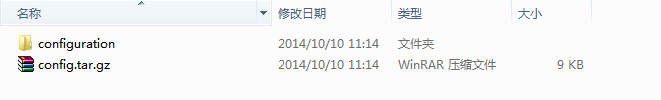 名称 修改日期 类型 大小
configuration 2014/10/10 11:14 文件夹
config.tar.gz 2014/10/10 11:14 WinRAR 压缩文件 9 KB